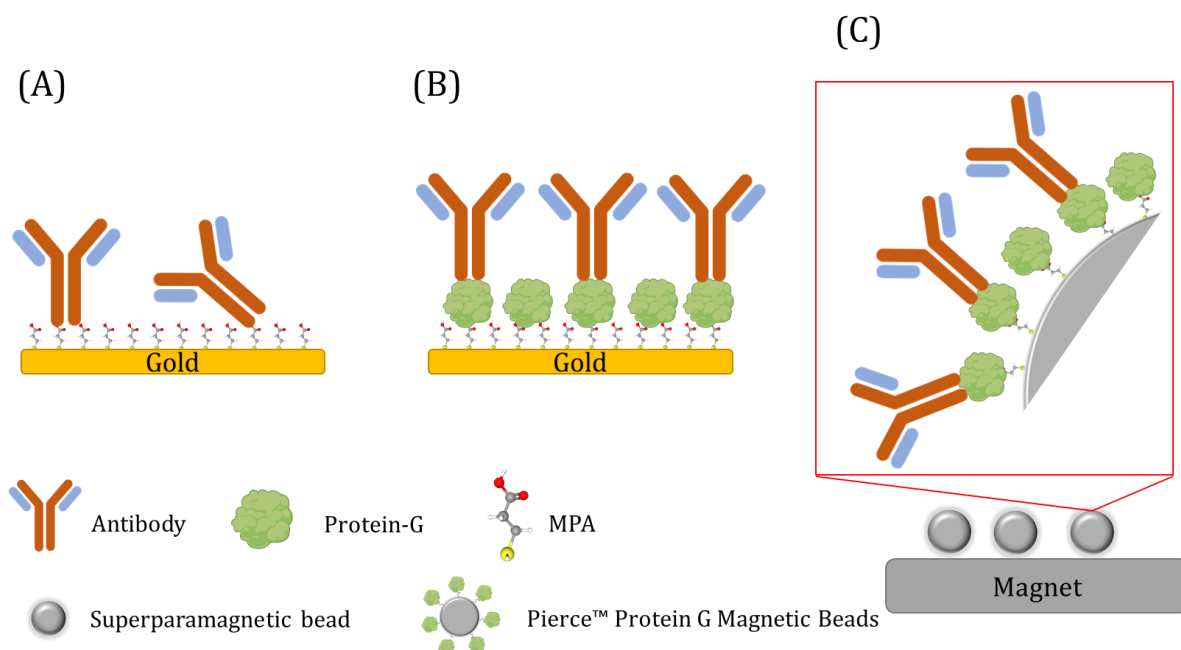 (A)
(B)
(C)
Gold
Gold
Antibody
Protein-G
MPA
Magnet
Superparamagnetic bead
Pierce™ Protein G Magnetic Beads